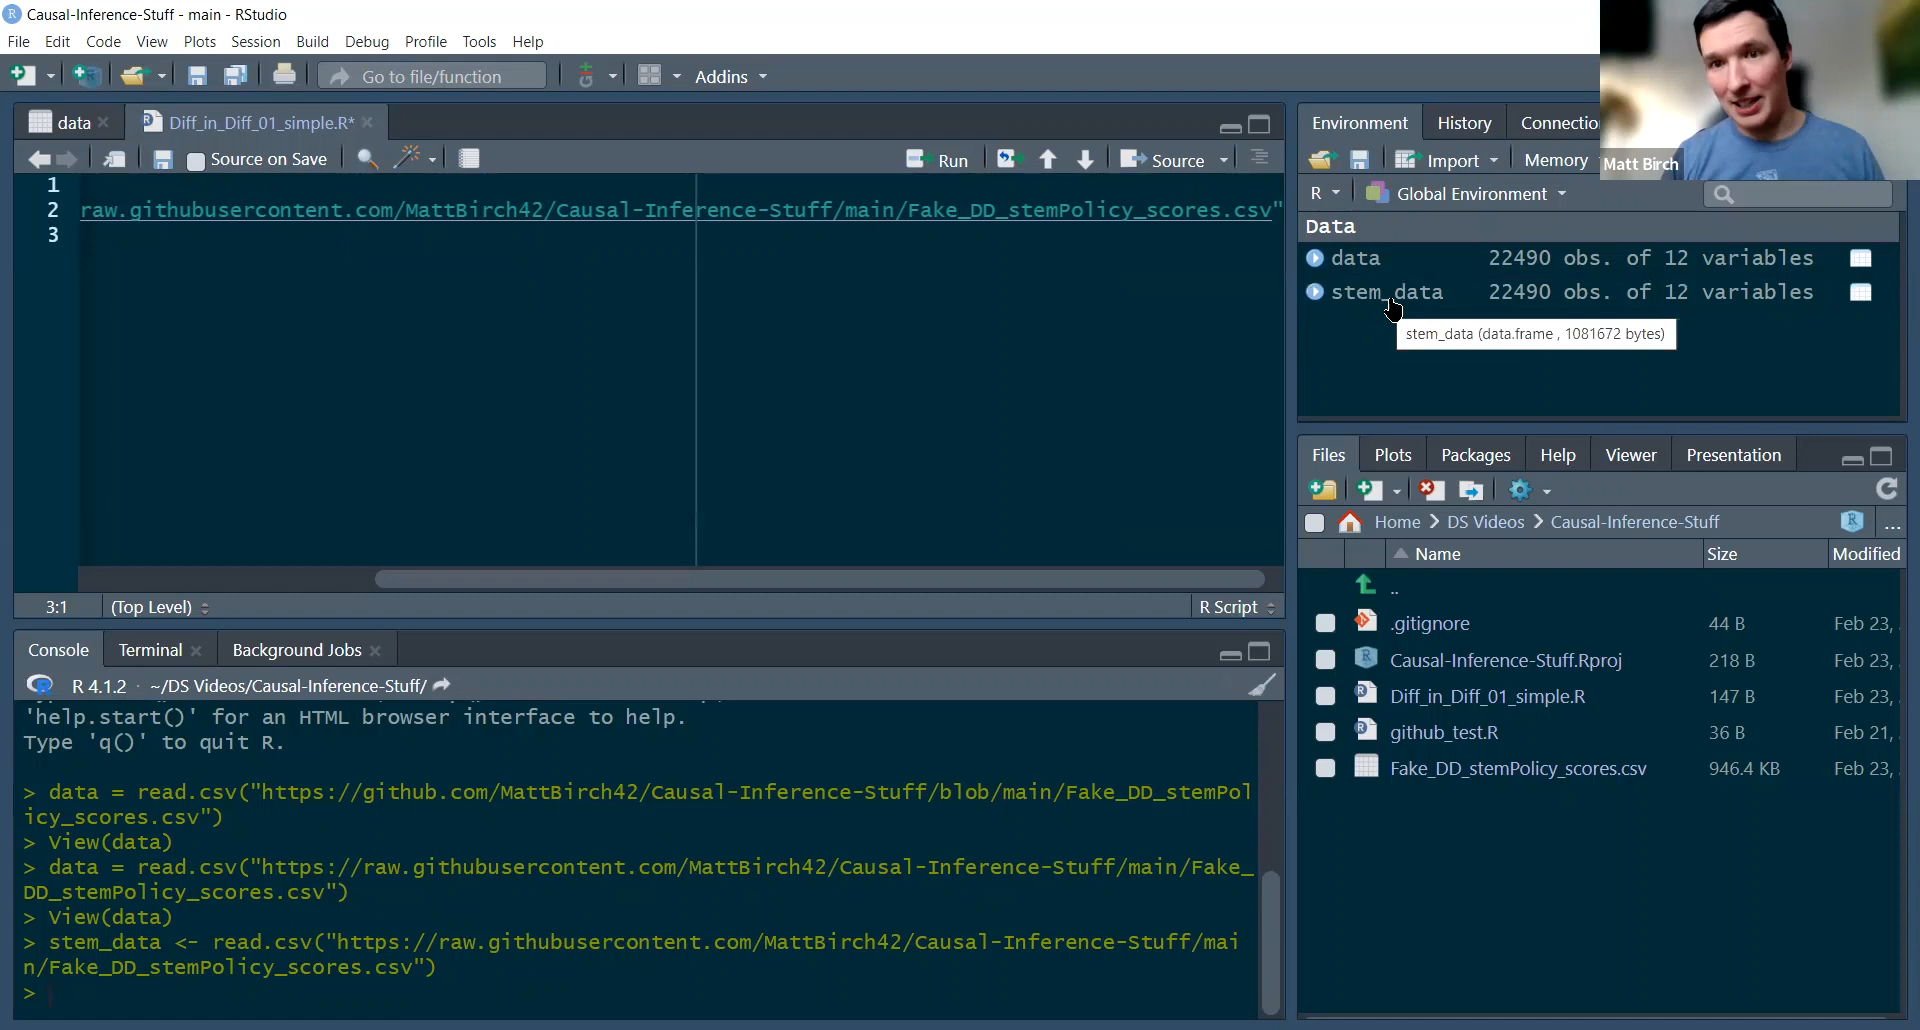 Causal-Inference-Stuff - main - RStudio
File Edit Code View Plots Session Build Debug Profile Tools Help
Go to file/function
Addins
data
Diff_in_Diff_01_simple.R*
Source on Save
Run
Source
1
2 raw.githubusercontent.com/MattBirch42/Causal-Inference-Stuff/main/Fake_DD_stemPolicy_scores.csv"
3
3:1 (Top Level) R Script
Console Terminal Background Jobs
R 4.1.2 · ~/DS Videos/Causal-Inference-Stuff/
'help.start()' for an HTML browser interface to help.
Type 'q()' to quit R.
> data = read.csv("https://github.com/MattBirch42/Causal-Inference-Stuff/blob/main/Fake_DD_stemPol
icy_scores.csv")
> View(data)
> data = read.csv("https://raw.githubusercontent.com/MattBirch42/Causal-Inference-Stuff/main/Fake_
DD_stemPolicy_scores.csv")
> View(data)
> stem_data <- read.csv("https://raw.githubusercontent.com/MattBirch42/Causal-Inference-Stuff/mai
n/Fake_DD_stemPolicy_scores.csv")
>
Environment History Connectio
Import Memory
Matt Birch
R Global Environment
Data
data 22490 obs. of 12 variables
stem_data 22490 obs. of 12 variables
stem_data (data.frame , 1081672 bytes)
Files Plots Packages Help Viewer Presentation
Home DS Videos Causal-Inference-Stuff ...
Name Size Modified
..
.gitignore 44 B Feb 23,
Causal-Inference-Stuff.Rproj 218 B Feb 23,
Diff_in_Diff_01_simple.R 147 B Feb 23,
github_test.R 36 B Feb 21,
Fake_DD_stemPolicy_scores.csv 946.4 KB Feb 23,